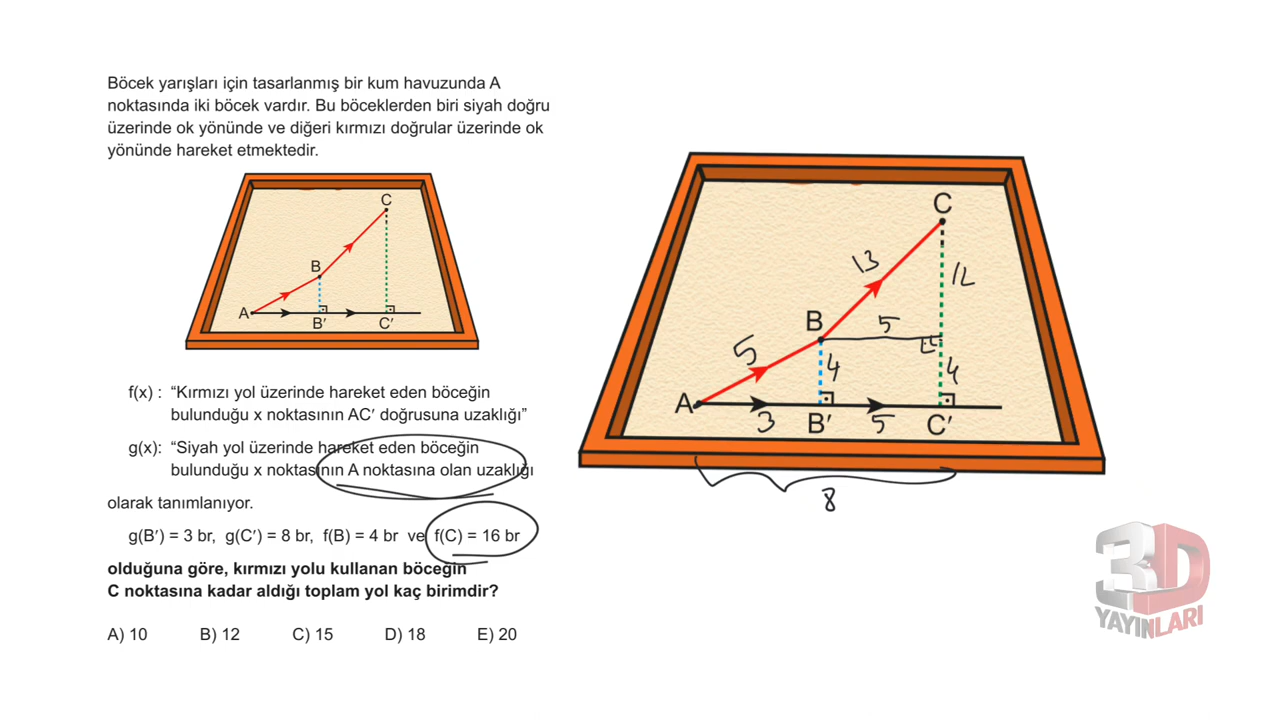 Böcek yarışları için tasarlanmış bir kum havuzunda A
noktasında iki böcek vardır. Bu böceklerden biri siyah doğru
üzerinde ok yönünde ve diğeri kırmızı doğrular üzerinde ok
yönünde hareket etmektedir.
C
B
A
B′
C′
f(x) : “Kırmızı yol üzerinde hareket eden böceğin
bulunduğu x noktasının AC′ doğrusuna uzaklığı”
g(x): “Siyah yol üzerinde hareket eden böceğin
bulunduğu x noktasının A noktasına olan uzaklığı
olarak tanımlanıyor.
g(B′) = 3 br, g(C′) = 8 br, f(B) = 4 br ve f(C) = 16 br
olduğuna göre, kırmızı yolu kullanan böceğin
C noktasına kadar aldığı toplam yol kaç birimdir?
A) 10 B) 12 C) 15 D) 18 E) 20
C
13
12
B
5
5
4
4
A
3
B′
5
C′
8
3D
YAYINLARI